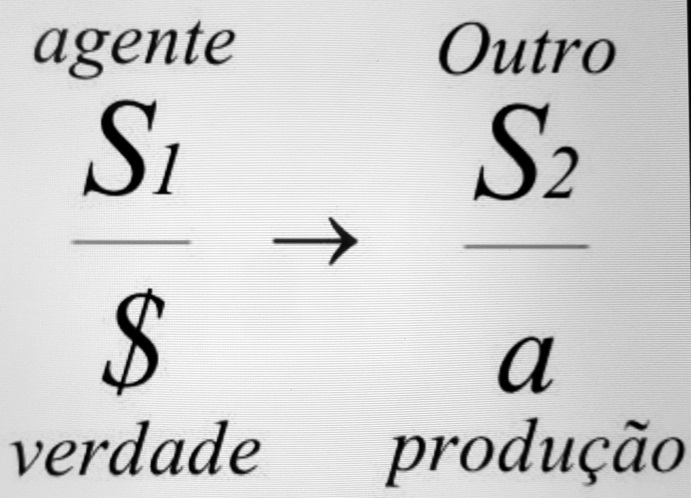 agente Outro
S1 → S2
$ a
verdade produção